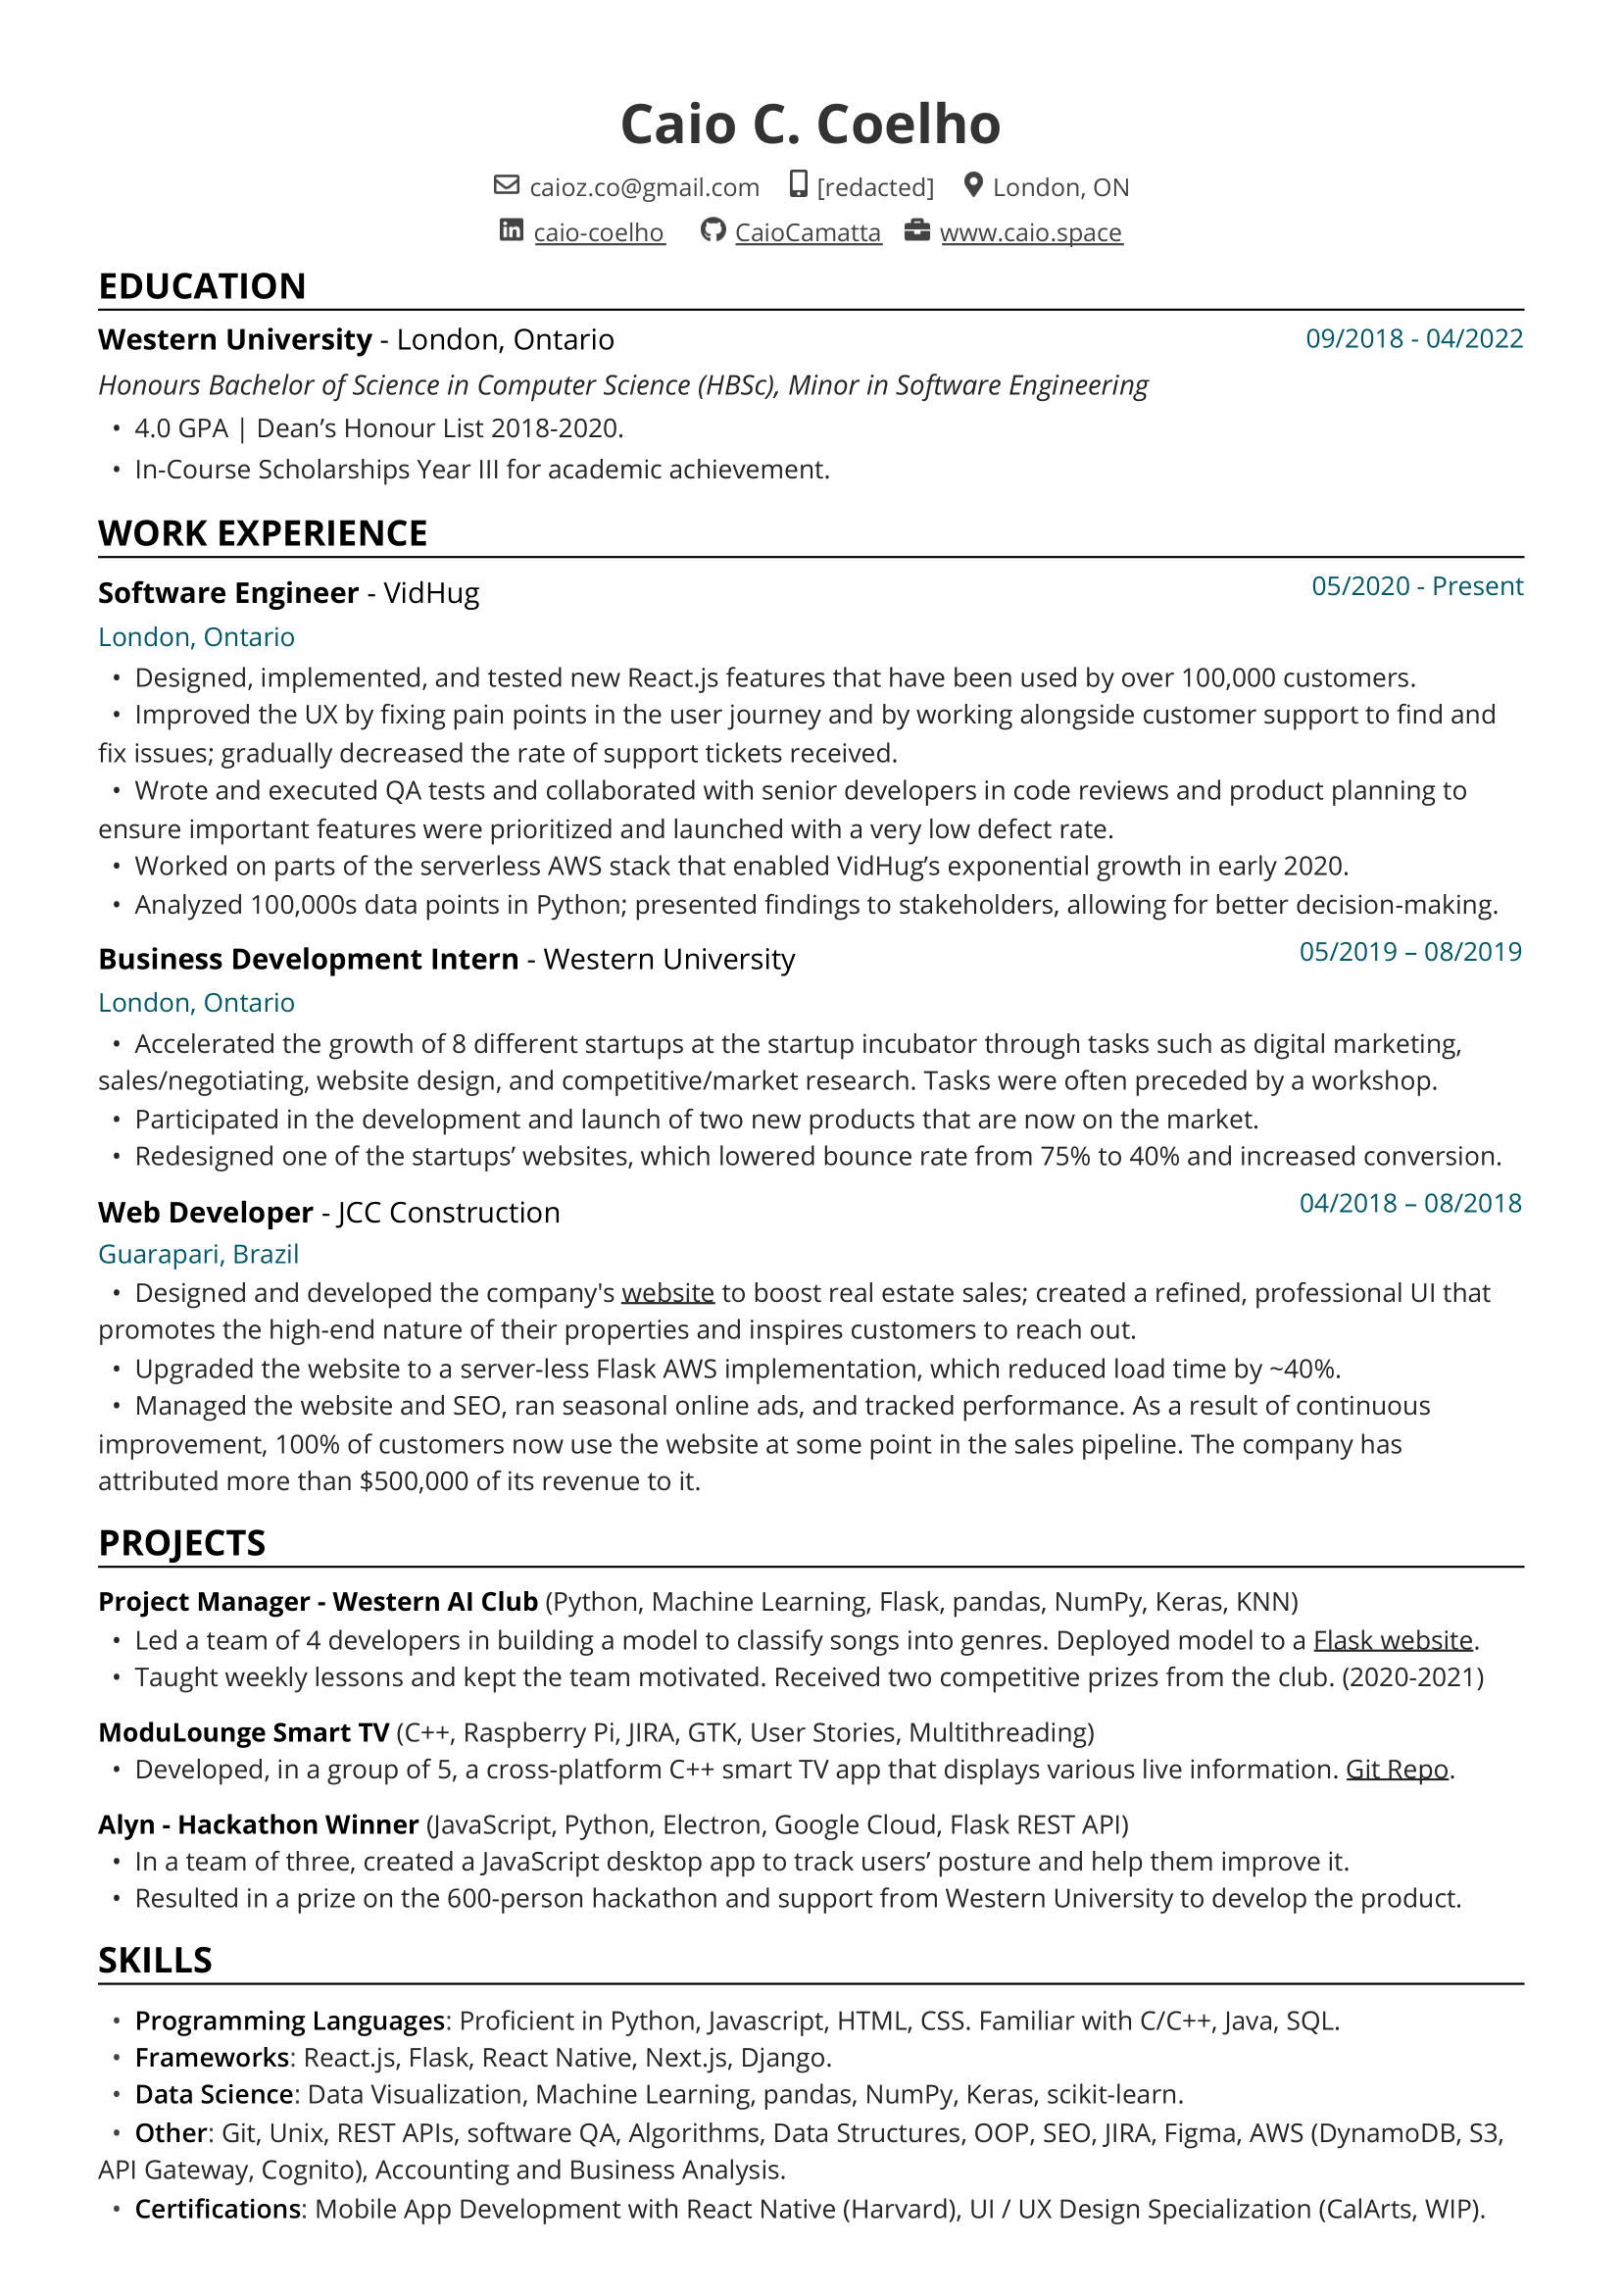 Caio C. Coelho
caioz.co@gmail.com [redacted] London, ON
caio-coelho CaioCamatta www.caio.space
EDUCATION
Western University - London, Ontario 09/2018 - 04/2022
Honours Bachelor of Science in Computer Science (HBSc), Minor in Software Engineering
• 4.0 GPA | Dean’s Honour List 2018-2020.
• In-Course Scholarships Year III for academic achievement.
WORK EXPERIENCE
Software Engineer - VidHug 05/2020 - Present
London, Ontario
• Designed, implemented, and tested new React.js features that have been used by over 100,000 customers.
• Improved the UX by fixing pain points in the user journey and by working alongside customer support to find and
fix issues; gradually decreased the rate of support tickets received.
• Wrote and executed QA tests and collaborated with senior developers in code reviews and product planning to
ensure important features were prioritized and launched with a very low defect rate.
• Worked on parts of the serverless AWS stack that enabled VidHug’s exponential growth in early 2020.
• Analyzed 100,000s data points in Python; presented findings to stakeholders, allowing for better decision-making.
Business Development Intern - Western University 05/2019 – 08/2019
London, Ontario
• Accelerated the growth of 8 different startups at the startup incubator through tasks such as digital marketing,
sales/negotiating, website design, and competitive/market research. Tasks were often preceded by a workshop.
• Participated in the development and launch of two new products that are now on the market.
• Redesigned one of the startups’ websites, which lowered bounce rate from 75% to 40% and increased conversion.
Web Developer - JCC Construction 04/2018 – 08/2018
Guarapari, Brazil
• Designed and developed the company's website to boost real estate sales; created a refined, professional UI that
promotes the high-end nature of their properties and inspires customers to reach out.
• Upgraded the website to a server-less Flask AWS implementation, which reduced load time by ~40%.
• Managed the website and SEO, ran seasonal online ads, and tracked performance. As a result of continuous
improvement, 100% of customers now use the website at some point in the sales pipeline. The company has
attributed more than $500,000 of its revenue to it.
PROJECTS
Project Manager - Western AI Club (Python, Machine Learning, Flask, pandas, NumPy, Keras, KNN)
• Led a team of 4 developers in building a model to classify songs into genres. Deployed model to a Flask website.
• Taught weekly lessons and kept the team motivated. Received two competitive prizes from the club. (2020-2021)
ModuLounge Smart TV (C++, Raspberry Pi, JIRA, GTK, User Stories, Multithreading)
• Developed, in a group of 5, a cross-platform C++ smart TV app that displays various live information. Git Repo.
Alyn - Hackathon Winner (JavaScript, Python, Electron, Google Cloud, Flask REST API)
• In a team of three, created a JavaScript desktop app to track users’ posture and help them improve it.
• Resulted in a prize on the 600-person hackathon and support from Western University to develop the product.
SKILLS
• Programming Languages: Proficient in Python, Javascript, HTML, CSS. Familiar with C/C++, Java, SQL.
• Frameworks: React.js, Flask, React Native, Next.js, Django.
• Data Science: Data Visualization, Machine Learning, pandas, NumPy, Keras, scikit-learn.
• Other: Git, Unix, REST APIs, software QA, Algorithms, Data Structures, OOP, SEO, JIRA, Figma, AWS (DynamoDB, S3,
API Gateway, Cognito), Accounting and Business Analysis.
• Certifications: Mobile App Development with React Native (Harvard), UI / UX Design Specialization (CalArts, WIP).